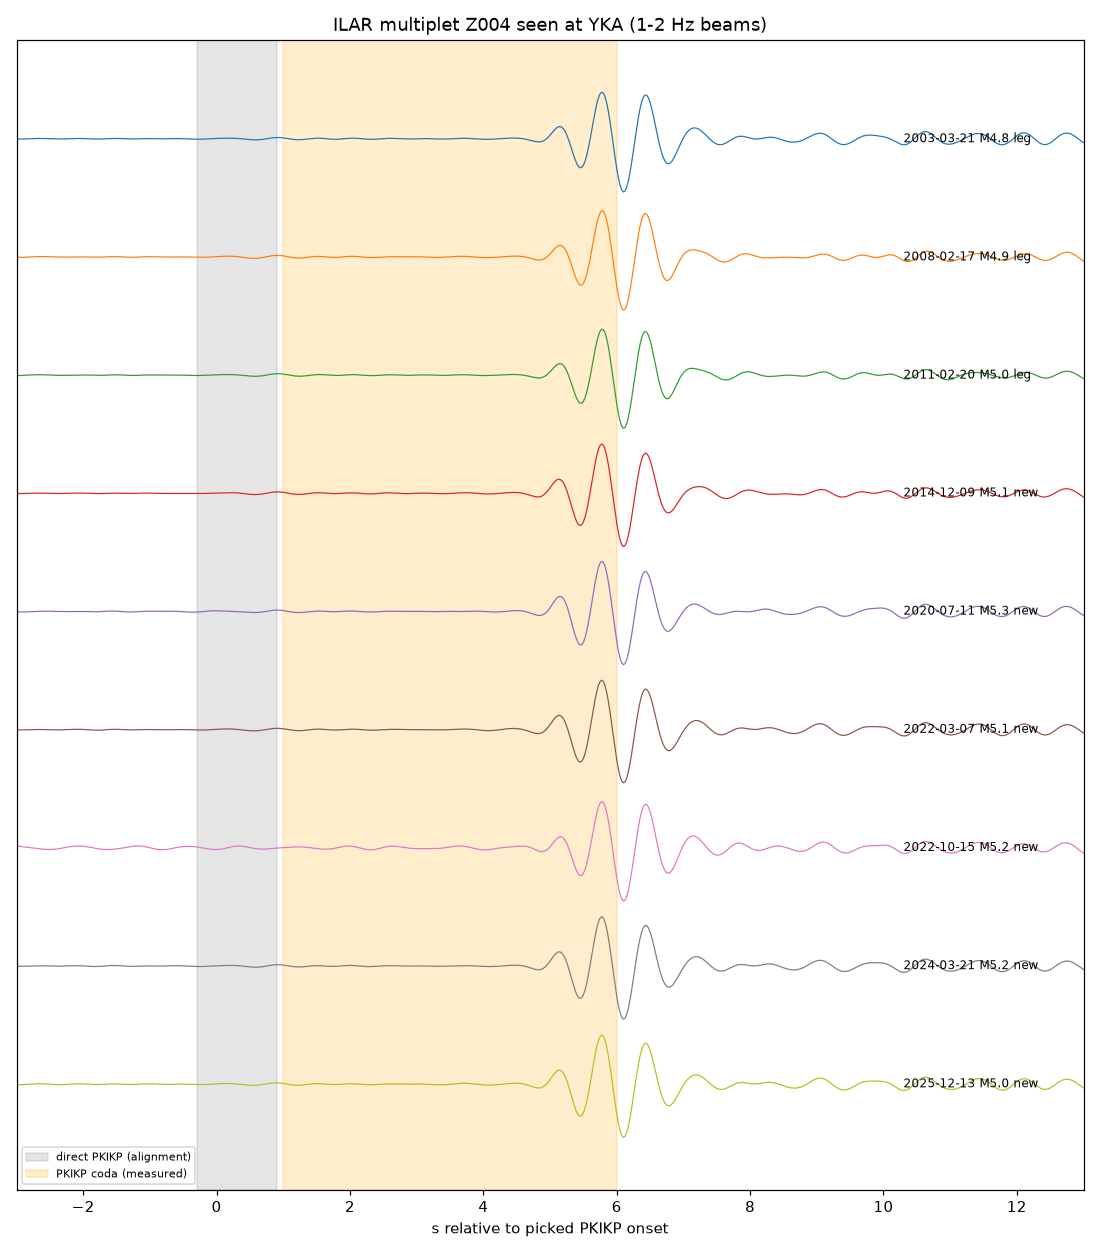 ILAR multiplet Z004 seen at YKA (1-2 Hz beams)
2003-03-21 M4.8 leg
2008-02-17 M4.9 leg
2011-02-20 M5.0 leg
2014-12-09 M5.1 new
2020-07-11 M5.3 new
2022-03-07 M5.1 new
2022-10-15 M5.2 new
2024-03-21 M5.2 new
2025-12-13 M5.0 new
direct PKIKP (alignment)
PKIKP coda (measured)
−2 0 2 4 6 8 10 12
s relative to picked PKIKP onset